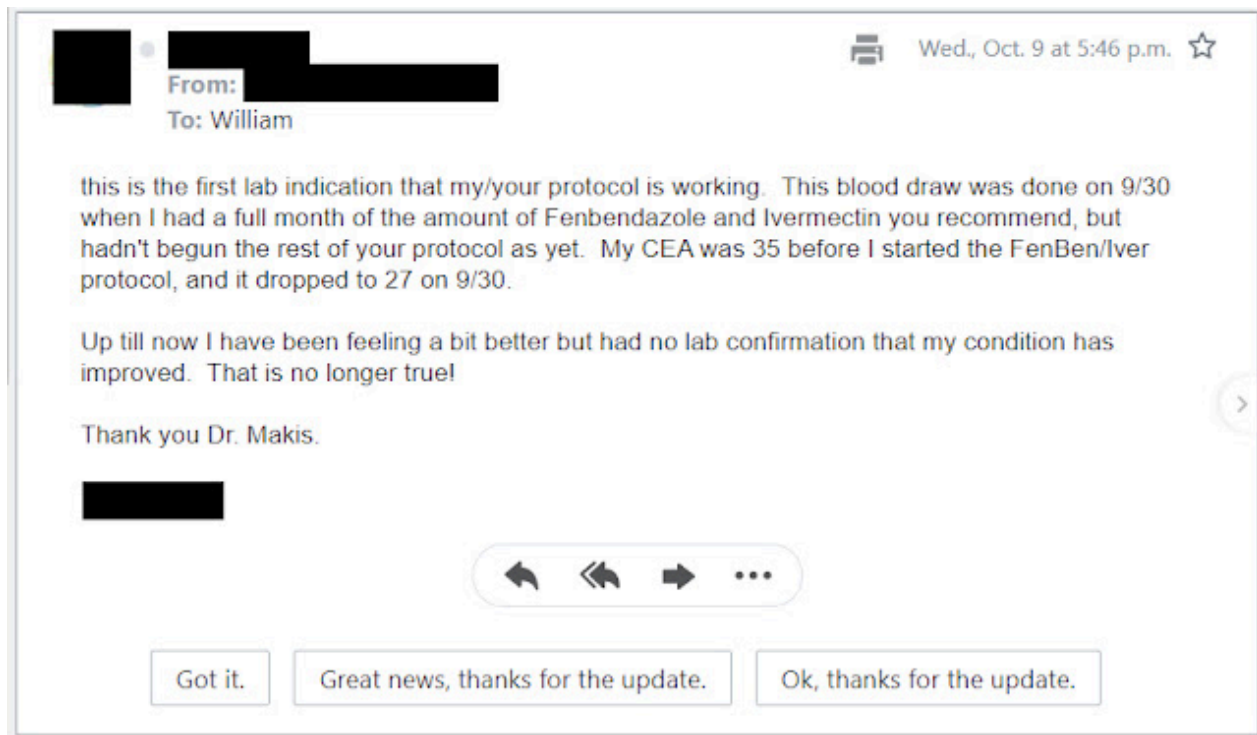 Wed., Oct. 9 at 5:46 p.m.
From:
To: William
this is the first lab indication that my/your protocol is working.  This blood draw was done on 9/30
when I had a full month of the amount of Fenbendazole and Ivermectin you recommend, but
hadn't begun the rest of your protocol as yet.  My CEA was 35 before I started the FenBen/Iver
protocol, and it dropped to 27 on 9/30.
Up till now I have been feeling a bit better but had no lab confirmation that my condition has
improved.  That is no longer true!
Thank you Dr. Makis.
Got it.
Great news, thanks for the update.
Ok, thanks for the update.